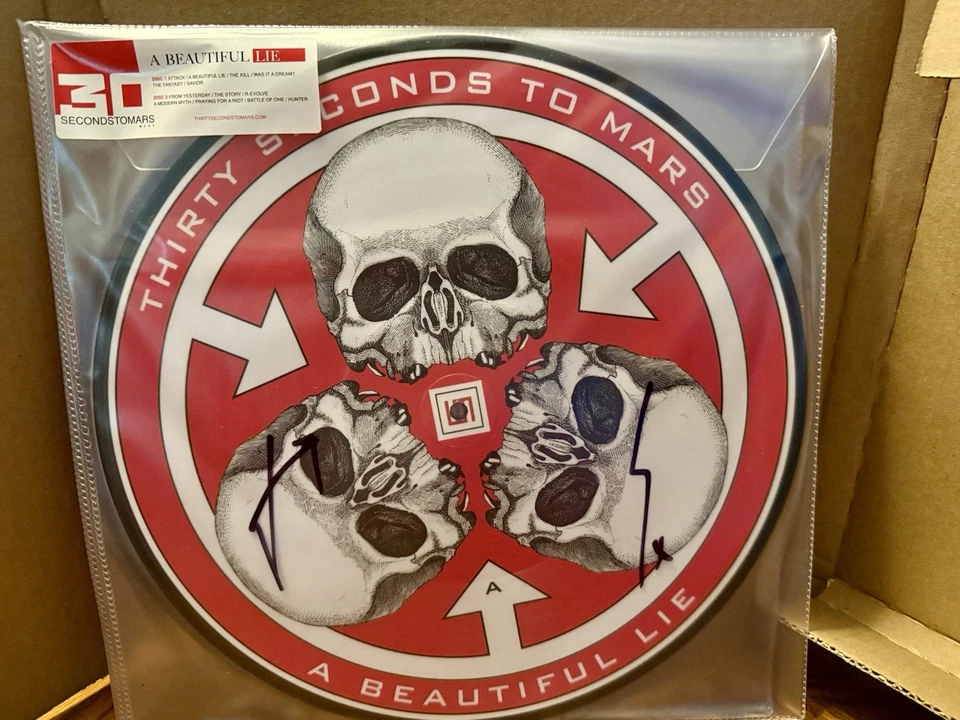 A BEAUTIFUL LIE
DISC 1 ATTACK / A BEAUTIFUL LIE / THE KILL / WAS IT A DREAM?
THE FANTASY / SAVIOR
DISC 2 FROM YESTERDAY / THE STORY / R-EVOLVE
A MODERN MYTH / PRAYING FOR A RIOT / BATTLE OF ONE / HUNTER
30
SECONDSTOMARS
THIRTYSECONDSTOMARS.COM
THIRTY SECONDS TO MARS
A
A BEAUTIFUL LIE